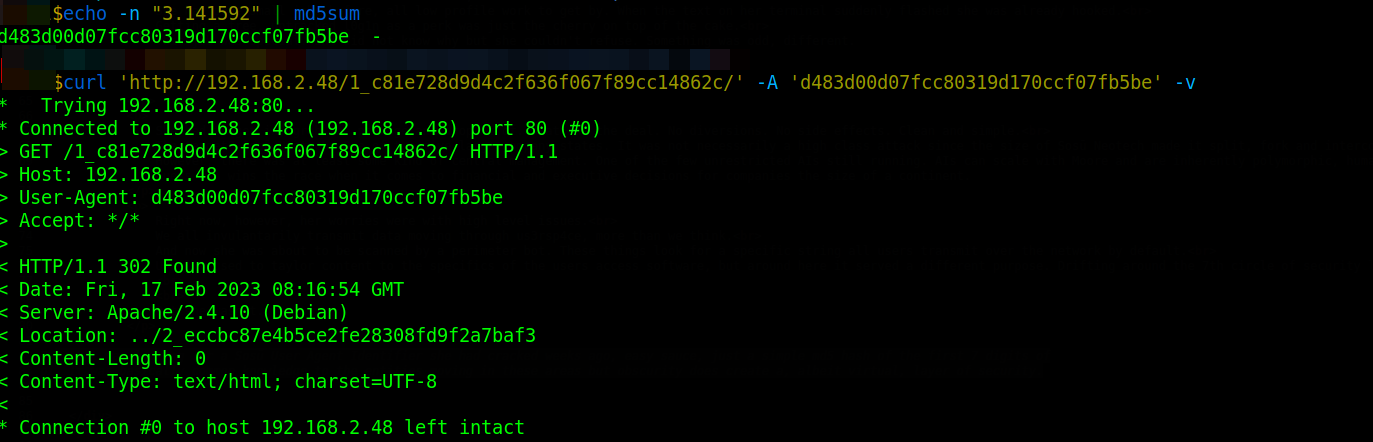 $echo -n "3.141592" | md5sum
d483d00d07fcc80319d170ccf07fb5be  -
$curl 'http://192.168.2.48/1_c81e728d9d4c2f636f067f89cc14862c/' -A 'd483d00d07fcc80319d170ccf07fb5be' -v
*   Trying 192.168.2.48:80...
* Connected to 192.168.2.48 (192.168.2.48) port 80 (#0)
> GET /1_c81e728d9d4c2f636f067f89cc14862c/ HTTP/1.1
> Host: 192.168.2.48
> User-Agent: d483d00d07fcc80319d170ccf07fb5be
> Accept: */*
>
< HTTP/1.1 302 Found
< Date: Fri, 17 Feb 2023 08:16:54 GMT
< Server: Apache/2.4.10 (Debian)
< Location: ../2_eccbc87e4b5ce2fe28308fd9f2a7baf3
< Content-Length: 0
< Content-Type: text/html; charset=UTF-8
<
* Connection #0 to host 192.168.2.48 left intact